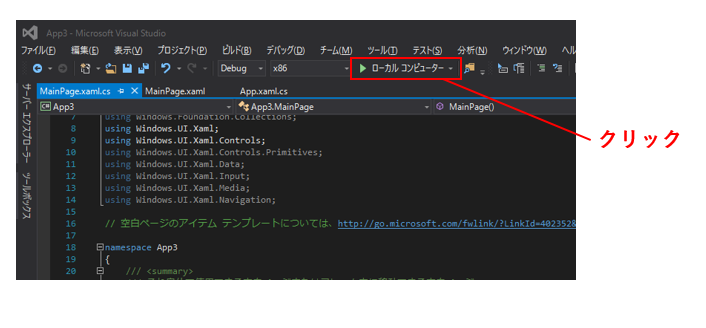 App3 - Microsoft Visual Studio
ファイル(F) 編集(E) 表示(V) プロジェクト(P) ビルド(B) デバッグ(D) チーム(M) ツール(T) テスト(S) 分析(N) ウィンドウ(W) ヘル
Debug x86 ローカル コンピューター
クリック
サーバー エクスプローラー
ツールボックス
MainPage.xaml.cs MainPage.xaml App.xaml.cs
C# App3 App3.MainPage MainPage()
7 using Windows.Foundation.Collections;
8 using Windows.UI.Xaml;
9 using Windows.UI.Xaml.Controls;
10 using Windows.UI.Xaml.Controls.Primitives;
11 using Windows.UI.Xaml.Data;
12 using Windows.UI.Xaml.Input;
13 using Windows.UI.Xaml.Media;
14 using Windows.UI.Xaml.Navigation;
15
16 // 空白ページのアイテム テンプレートについては、http://go.microsoft.com/fwlink/?LinkId=402352&
17
18 namespace App3
19 {
20 /// <summary>